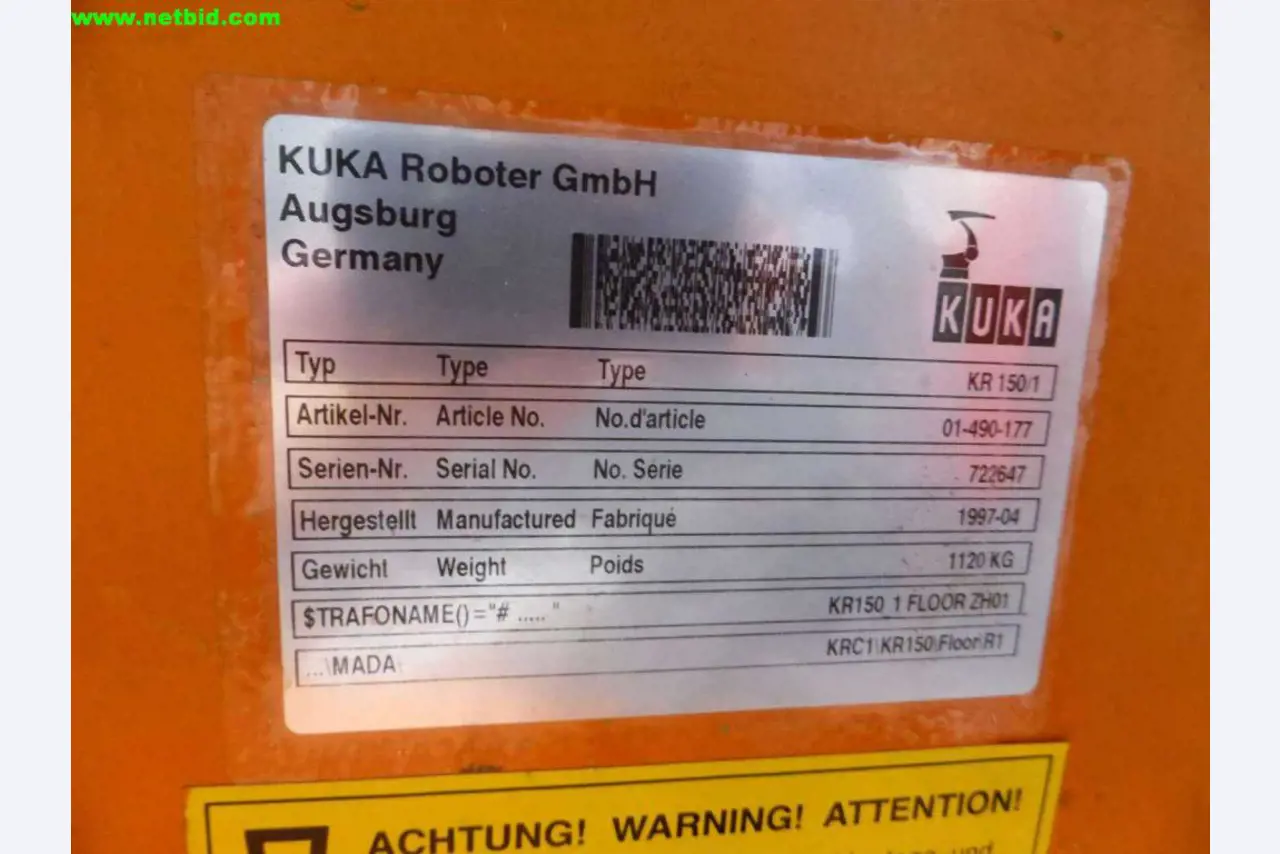 www.netbid.com
KUKA Roboter GmbH
Augsburg
Germany
KUKA
Typ Type Type KR 150/1
Artikel-Nr. Article No. No.d'article 01-490-177
Serien-Nr. Serial No. No. Série 722647
Hergestellt Manufactured Fabriqué 1997-04
Gewicht Weight Poids 1120 KG
$TRAFONAME()="# ..... " KR150_1 FLOOR ZH01
...\MADA\ KRC1\KR150\Floor\R1
ACHTUNG! WARNING! ATTENTION!
und